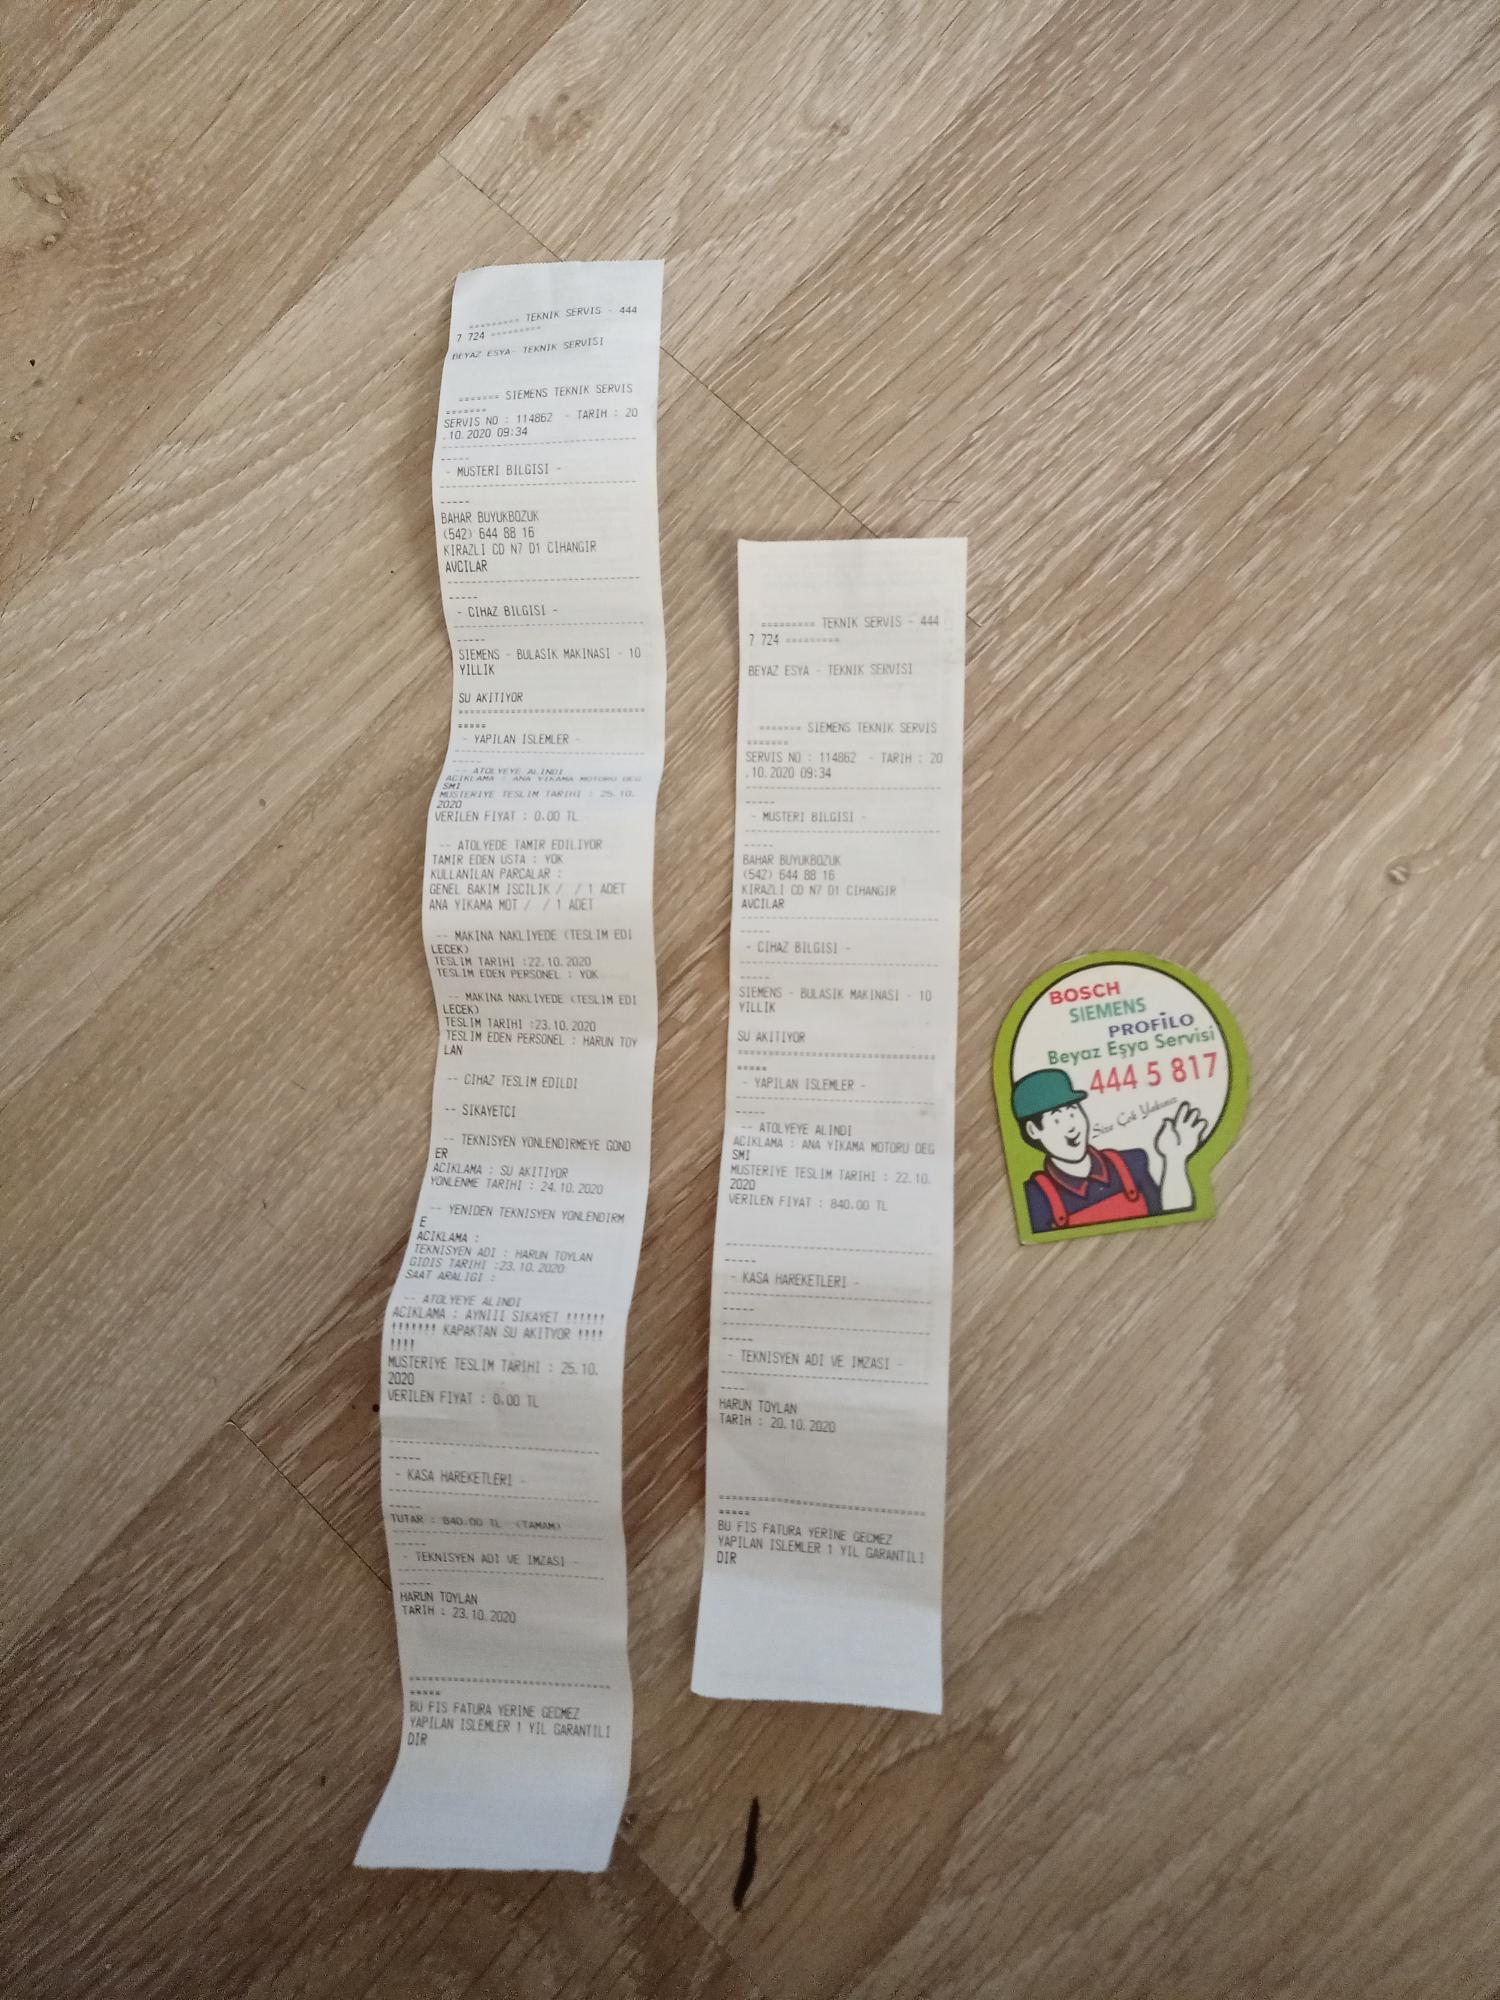 ========= TEKNIK SERVIS - 444
7 724 =========
BEYAZ ESYA- TEKNIK SERVISI
======= SIEMENS TEKNIK SERVIS
=======
SERVIS NO : 114862 - TARIH : 20
.10.2020 09:34
- MUSTERI BILGISI -
BAHAR BUYUKBOZUK
(542) 644 88 16
KIRAZLI CD N7 D1 CIHANGIR
AVCILAR
- CIHAZ BILGISI -
SIEMENS - BULASIK MAKINASI - 10
YILLIK
SU AKITIYOR
- YAPILAN ISLEMLER -
-- ATOLYEYE ALINDI
ACIKLAMA : ANA YIKAMA MOTORU DEG
SMI
MUSTERIYE TESLIM TARIHI : 25.10.
2020
VERILEN FIYAT : 0.00 TL
-- ATOLYEDE TAMIR EDILIYOR
TAMIR EDEN USTA : YOK
KULLANILAN PARCALAR :
GENEL BAKIM ISCILIK / / 1 ADET
ANA YIKAMA MOT / / 1 ADET
-- MAKINA NAKLIYEDE (TESLIM EDI
LECEK)
TESLIM TARIHI :22.10.2020
TESLIM EDEN PERSONEL : YOK
-- MAKINA NAKLIYEDE (TESLIM EDI
LECEK)
TESLIM TARIHI :23.10.2020
TESLIM EDEN PERSONEL : HARUN TOY
LAN
-- CIHAZ TESLIM EDILDI
-- SIKAYETCI
-- TEKNISYEN YONLENDIRMEYE GOND
ER
ACIKLAMA : SU AKITIYOR
YONLENME TARIHI : 24.10.2020
-- YENIDEN TEKNISYEN YONLENDIRM
E
ACIKLAMA :
TEKNISYEN ADI : HARUN TOYLAN
GIDIS TARIHI :23.10.2020
SAAT ARALIGI :
-- ATOLYEYE ALINDI
ACIKLAMA : AYNIII SIKAYET !!!!!!
!!!!!!! KAPAKTAN SU AKITYOR !!!!
!!!!
MUSTERIYE TESLIM TARIHI : 25.10.
2020
VERILEN FIYAT : 0.00 TL
- KASA HAREKETLERI -
TUTAR : 840.00 TL (TAMAM)
- TEKNISYEN ADI VE IMZASI -
HARUN TOYLAN
TARIH : 23.10.2020
BU FIS FATURA YERINE GECMEZ
YAPILAN ISLEMLER 1 YIL GARANTILI
DIR
========= TEKNIK SERVIS - 444
7 724 =========
BEYAZ ESYA - TEKNIK SERVISI
======= SIEMENS TEKNIK SERVIS
=======
SERVIS NO : 114862 - TARIH : 20
.10.2020 09:34
- MUSTERI BILGISI -
BAHAR BUYUKBOZUK
(542) 644 88 16
KIRAZLI CD N7 D1 CIHANGIR
AVCILAR
- CIHAZ BILGISI -
SIEMENS - BULASIK MAKINASI - 10
YILLIK
SU AKITIYOR
- YAPILAN ISLEMLER -
-- ATOLYEYE ALINDI
ACIKLAMA : ANA YIKAMA MOTORU DEG
SMI
MUSTERIYE TESLIM TARIHI : 22.10.
2020
VERILEN FIYAT : 840.00 TL
- KASA HAREKETLERI -
- TEKNISYEN ADI VE IMZASI -
HARUN TOYLAN
TARIH : 20.10.2020
BU FIS FATURA YERINE GECMEZ
YAPILAN ISLEMLER 1 YIL GARANTILI
DIR
BOSCH
SIEMENS
PROFİLO
Beyaz Eşya Servisi
444 5 817
Size Çok Yakınız